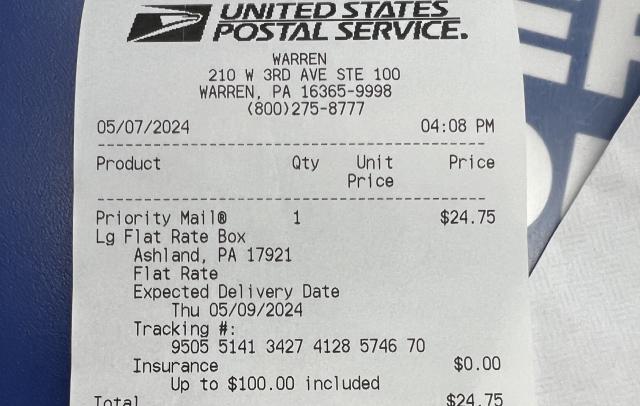 UNITED STATES
POSTAL SERVICE.
WARREN
210 W 3RD AVE STE 100
WARREN, PA 16365-9998
(800)275-8777
05/07/2024 04:08 PM
Product Qty Unit Price
Price
Priority Mail® 1 $24.75
Lg Flat Rate Box
Ashland, PA 17921
Flat Rate
Expected Delivery Date
Thu 05/09/2024
Tracking #:
9505 5141 3427 4128 5746 70
Insurance $0.00
Up to $100.00 included
Total $24.75